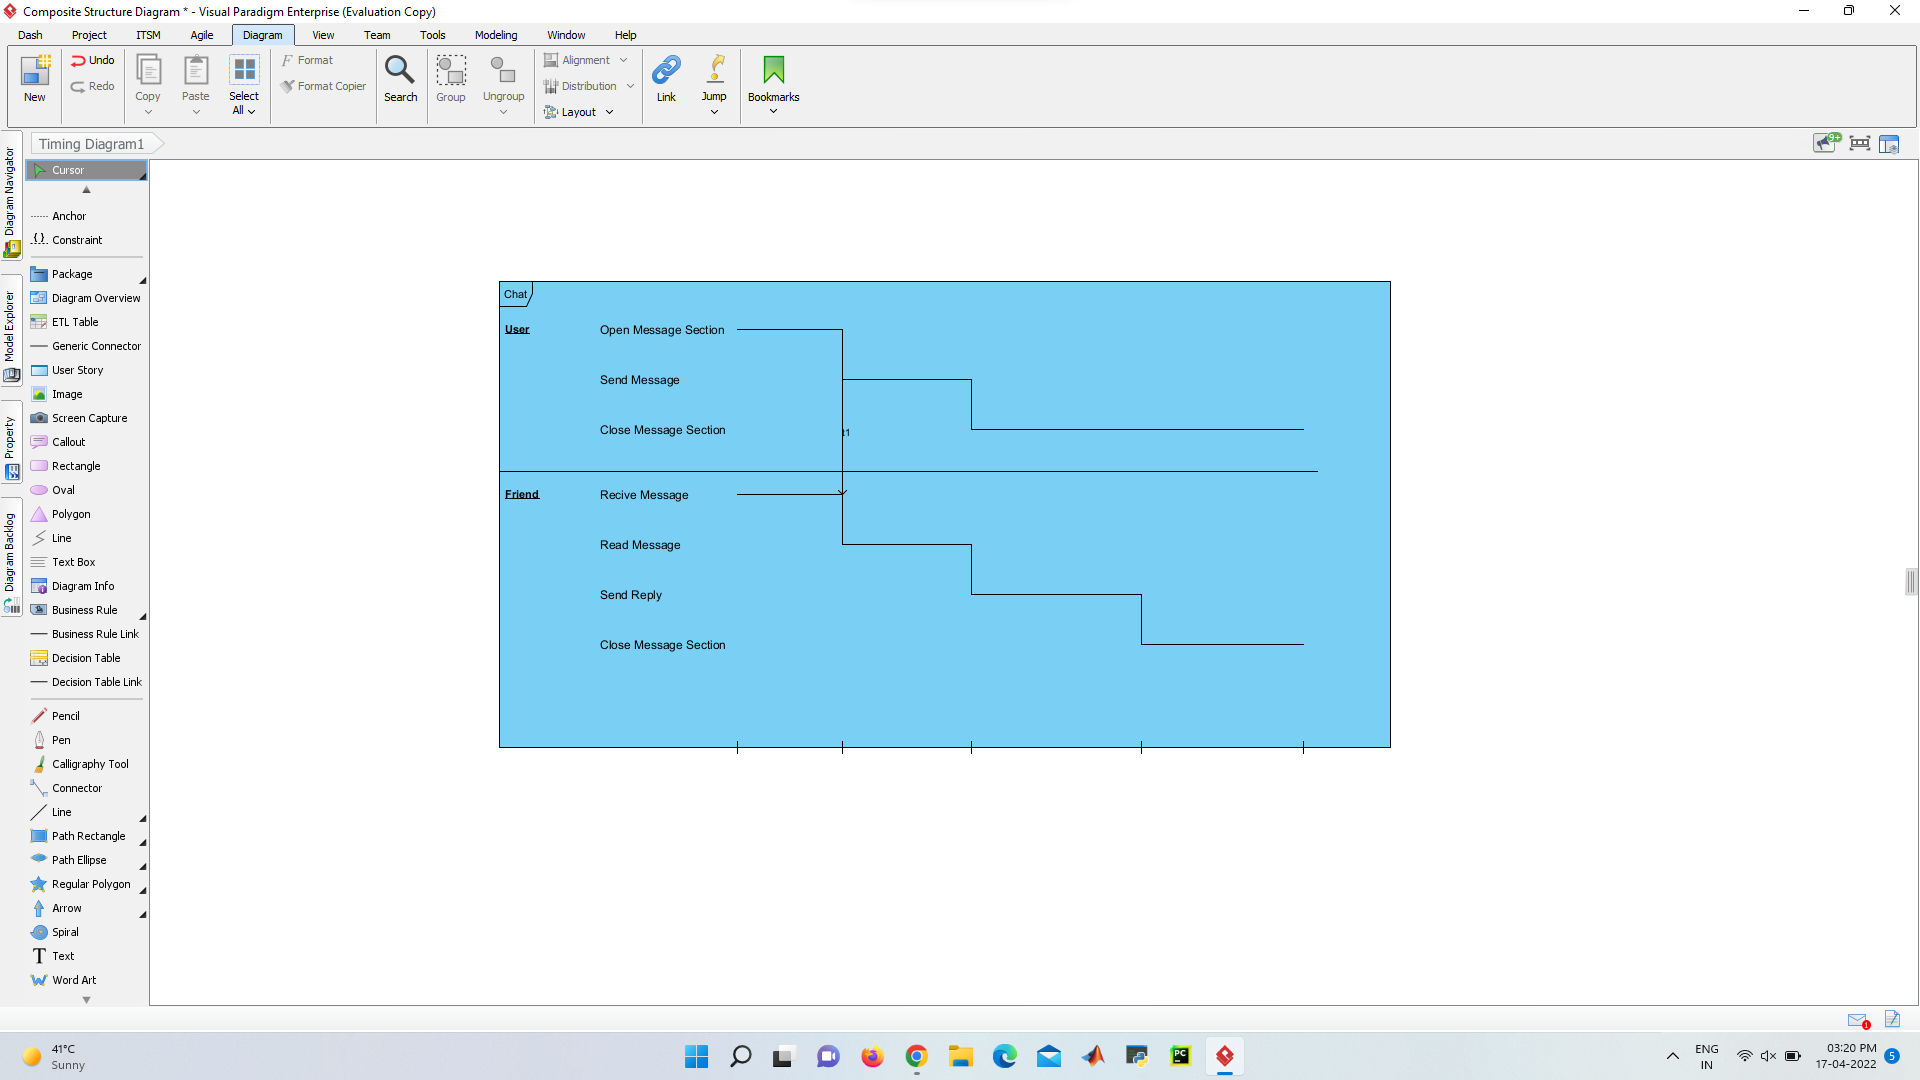 Composite Structure Diagram * - Visual Paradigm Enterprise (Evaluation Copy)
Dash Project ITSM Agile Diagram View Team Tools Modeling Window Help
New
Undo
Redo
Copy
Paste
Select
All
Format
Format Copier
Search
Group
Ungroup
Alignment
Distribution
Layout
Link
Jump
Bookmarks
Timing Diagram1
9+
Diagram Navigator
Model Explorer
Property
Diagram Backlog
Cursor
Anchor
Constraint
Package
Diagram Overview
ETL Table
Generic Connector
User Story
Image
Screen Capture
Callout
Rectangle
Oval
Polygon
Line
Text Box
Diagram Info
Business Rule
Business Rule Link
Decision Table
Decision Table Link
Pencil
Pen
Calligraphy Tool
Connector
Line
Path Rectangle
Path Ellipse
Regular Polygon
Arrow
Spiral
Text
Word Art
Chat
User
Open Message Section
Send Message
Close Message Section
t1
Friend
Recive Message
Read Message
Send Reply
Close Message Section
1
41°C
Sunny
PC
ENG
IN
03:20 PM
17-04-2022
5